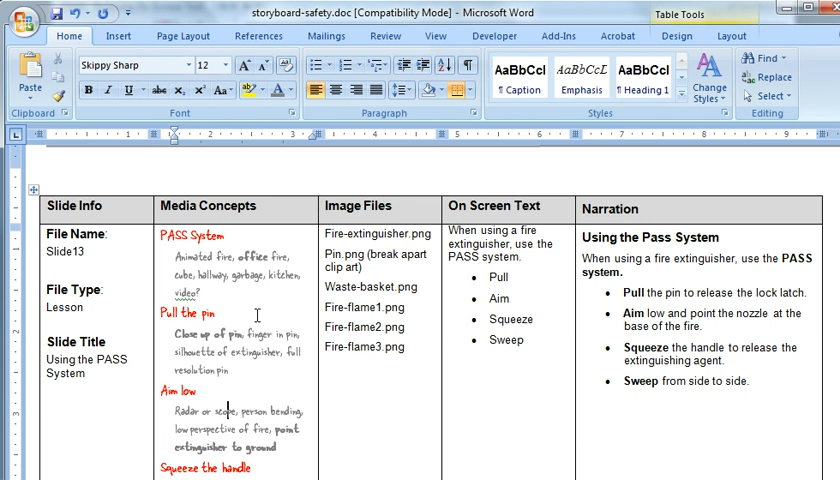 storyboard-safety.doc [Compatibility Mode] - Microsoft Word
Table Tools
Home Insert Page Layout References Mailings Review View Developer Add-Ins Acrobat Design Layout
Skippy Sharp 12
Paste
AaBbCcI AaBbCcL AaBbCcI
¶ Caption Emphasis ¶ Heading 1
Change
Styles
Find
Replace
Select
Clipboard Font Paragraph Styles Editing
1 2 3 4 5 6 7 8 9
Slide Info
File Name:
Slide13
File Type:
Lesson
Slide Title
Using the PASS
System
Media Concepts
PASS System
Animated fire, office fire,
cube, hallway, garbage, kitchen,
video?
Pull the pin
Close up of pin, finger in pin,
silhouette of extinguisher, full
resolution pin
Aim low
Radar or scope, person bending,
low perspective of fire, point
extinguisher to ground
Squeeze the handle
Image Files
Fire-extinguisher.png
Pin.png (break apart
clip art)
Waste-basket.png
Fire-flame1.png
Fire-flame2.png
Fire-flame3.png
On Screen Text
When using a fire
extinguisher, use the
PASS system.
• Pull
• Aim
• Squeeze
• Sweep
Narration
Using the Pass System
When using a fire extinguisher, use the PASS
system.
• Pull the pin to release the lock latch.
• Aim low and point the nozzle at the
base of the fire.
• Squeeze the handle to release the
extinguishing agent.
• Sweep from side to side.